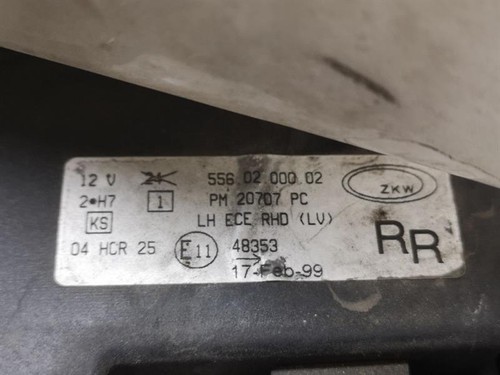 12 V 24 556.02.000.02
ZKW
2*H7 1 PM 20707 PC
KS LH ECE RHD (LV)
04 HCR 25 E11 48353
17-Feb-99
RR